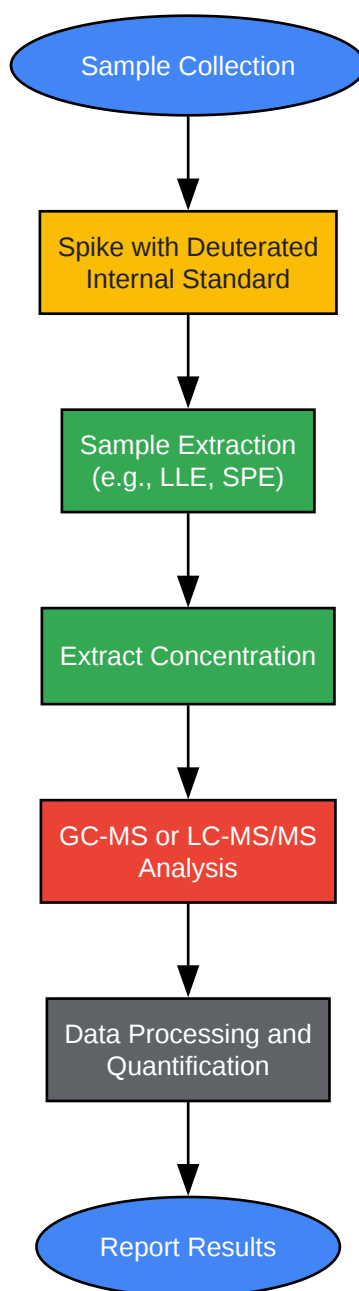 Sample Collection
Spike with Deuterated
Internal Standard
Sample Extraction
(e.g., LLE, SPE)
Extract Concentration
GC-MS or LC-MS/MS
Analysis
Data Processing and
Quantification
Report Results